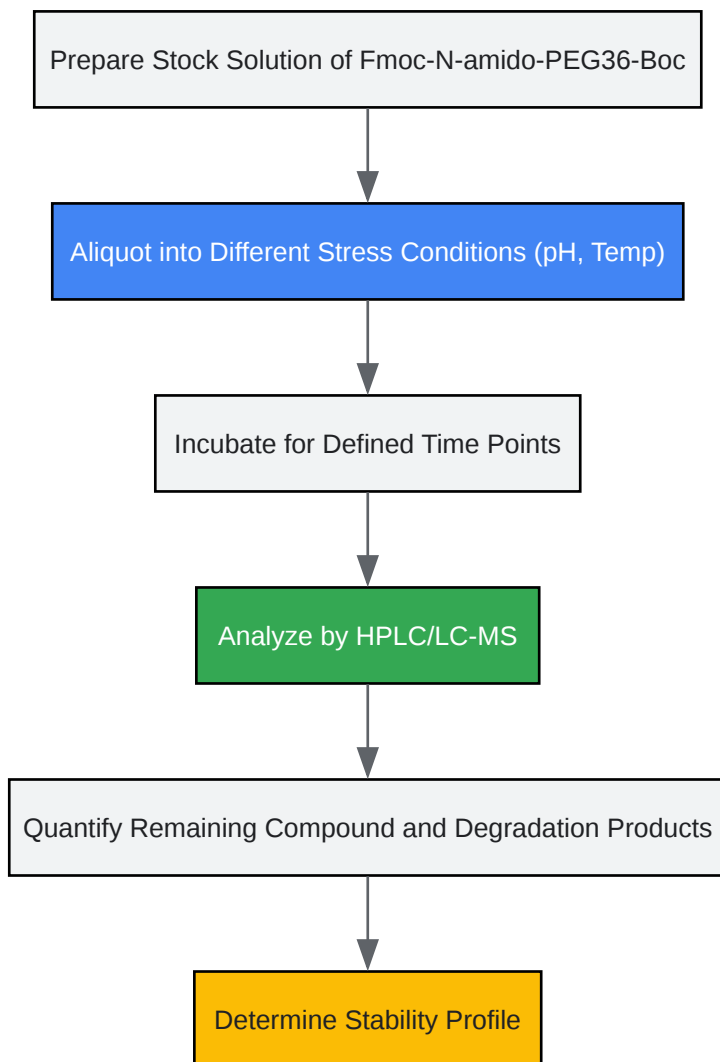 Prepare Stock Solution of Fmoc-N-amido-PEG36-Boc
Aliquot into Different Stress Conditions (pH, Temp)
Incubate for Defined Time Points
Analyze by HPLC/LC-MS
Quantify Remaining Compound and Degradation Products
Determine Stability Profile